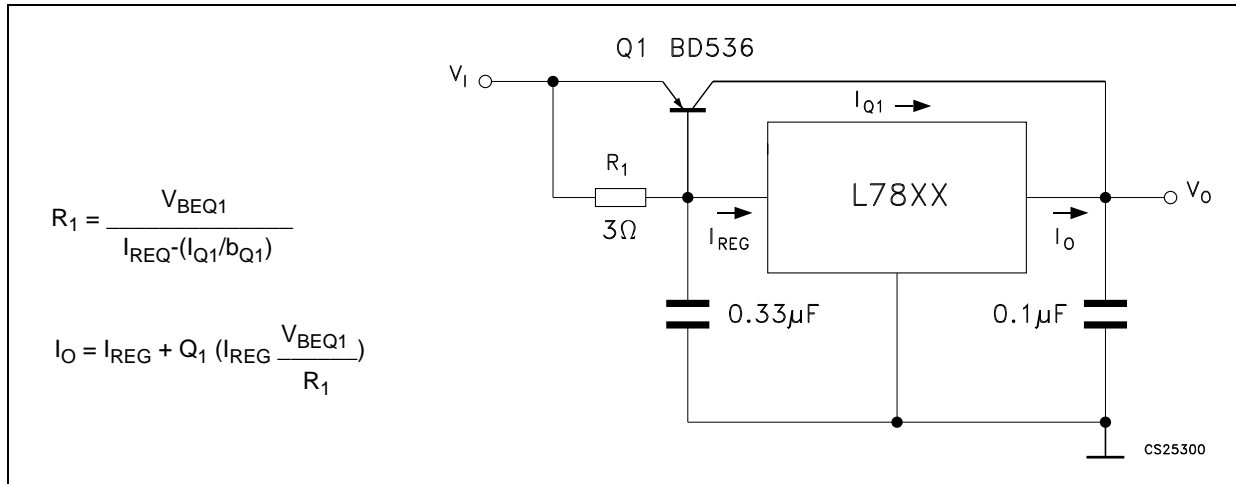 Q1 BD536
V_I
I_Q1
R_1
3Ω
I_REG
L78XX
I_O
V_O
0.33µF
0.1µF
CS25300
R_1 = V_BEQ1 / I_REQ-(I_Q1/b_Q1)
I_O = I_REG + Q_1 (I_REG V_BEQ1 / R_1)